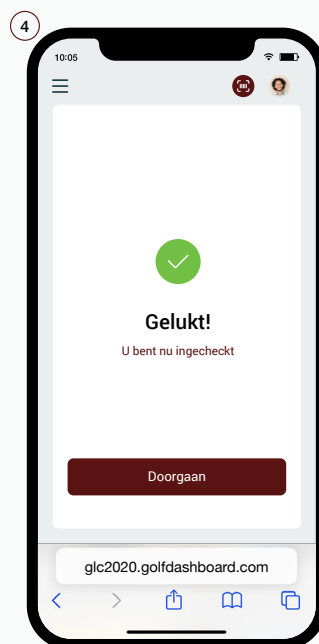 4
10:05
Gelukt!
U bent nu ingecheckt
Doorgaan
glc2020.golfdashboard.com